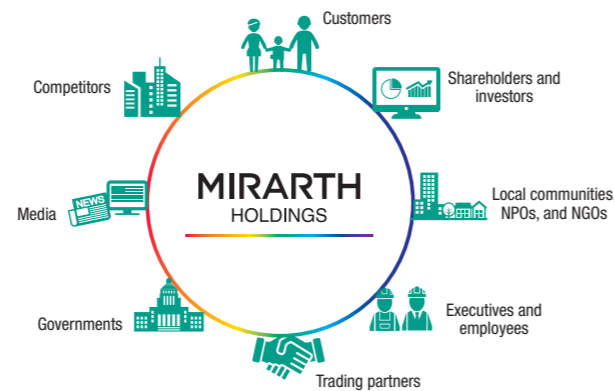 Customers
Competitors
Shareholders and
investors
MIRARTH
HOLDINGS
NEWS
Media
Local communities,
NPOs, and NGOs
Governments
Executives and
employees
Trading partners